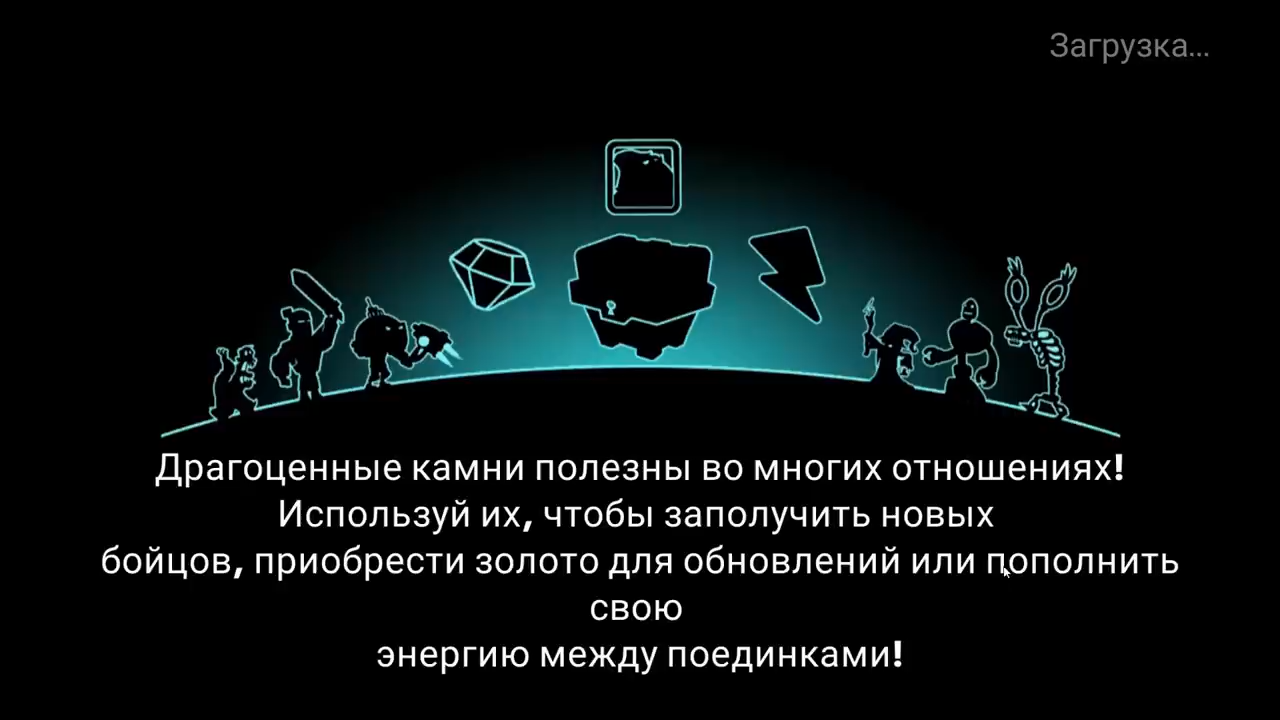 Загрузка...
Драгоценные камни полезны во многих отношениях!
Используй их, чтобы заполучить новых
бойцов, приобрести золото для обновлений или пополнить
свою
энергию между поединками!